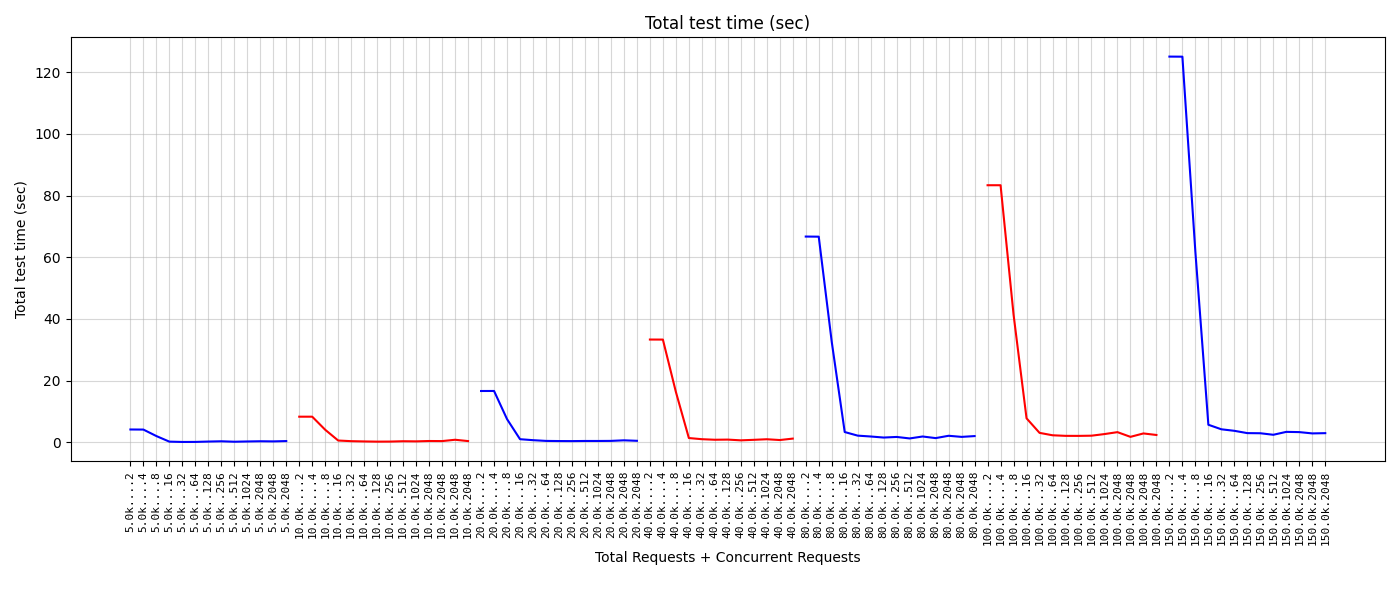 Total test time (sec)
120
100
80
60
40
20
0
Total test time (sec)
5.0k....2
5.0k....4
5.0k....8
5.0k...16
5.0k...32
5.0k...64
5.0k..128
5.0k..256
5.0k..512
5.0k.1024
5.0k.2048
5.0k.2048
5.0k.2048
10.0k....2
10.0k....4
10.0k....8
10.0k...16
10.0k...32
10.0k...64
10.0k..128
10.0k..256
10.0k..512
10.0k.1024
10.0k.2048
10.0k.2048
10.0k.2048
10.0k.2048
20.0k....2
20.0k....4
20.0k....8
20.0k...16
20.0k...32
20.0k...64
20.0k..128
20.0k..256
20.0k..512
20.0k.1024
20.0k.2048
20.0k.2048
20.0k.2048
40.0k....2
40.0k....4
40.0k....8
40.0k...16
40.0k...32
40.0k...64
40.0k..128
40.0k..256
40.0k..512
40.0k.1024
40.0k.2048
40.0k.2048
80.0k....2
80.0k....4
80.0k....8
80.0k...16
80.0k...32
80.0k...64
80.0k..128
80.0k..256
80.0k..512
80.0k.1024
80.0k.2048
80.0k.2048
80.0k.2048
80.0k.2048
100.0k....2
100.0k....4
100.0k....8
100.0k...16
100.0k...32
100.0k...64
100.0k..128
100.0k..256
100.0k..512
100.0k.1024
100.0k.2048
100.0k.2048
100.0k.2048
100.0k.2048
150.0k....2
150.0k....4
150.0k....8
150.0k...16
150.0k...32
150.0k...64
150.0k..128
150.0k..256
150.0k..512
150.0k.1024
150.0k.2048
150.0k.2048
150.0k.2048
Total Requests + Concurrent Requests